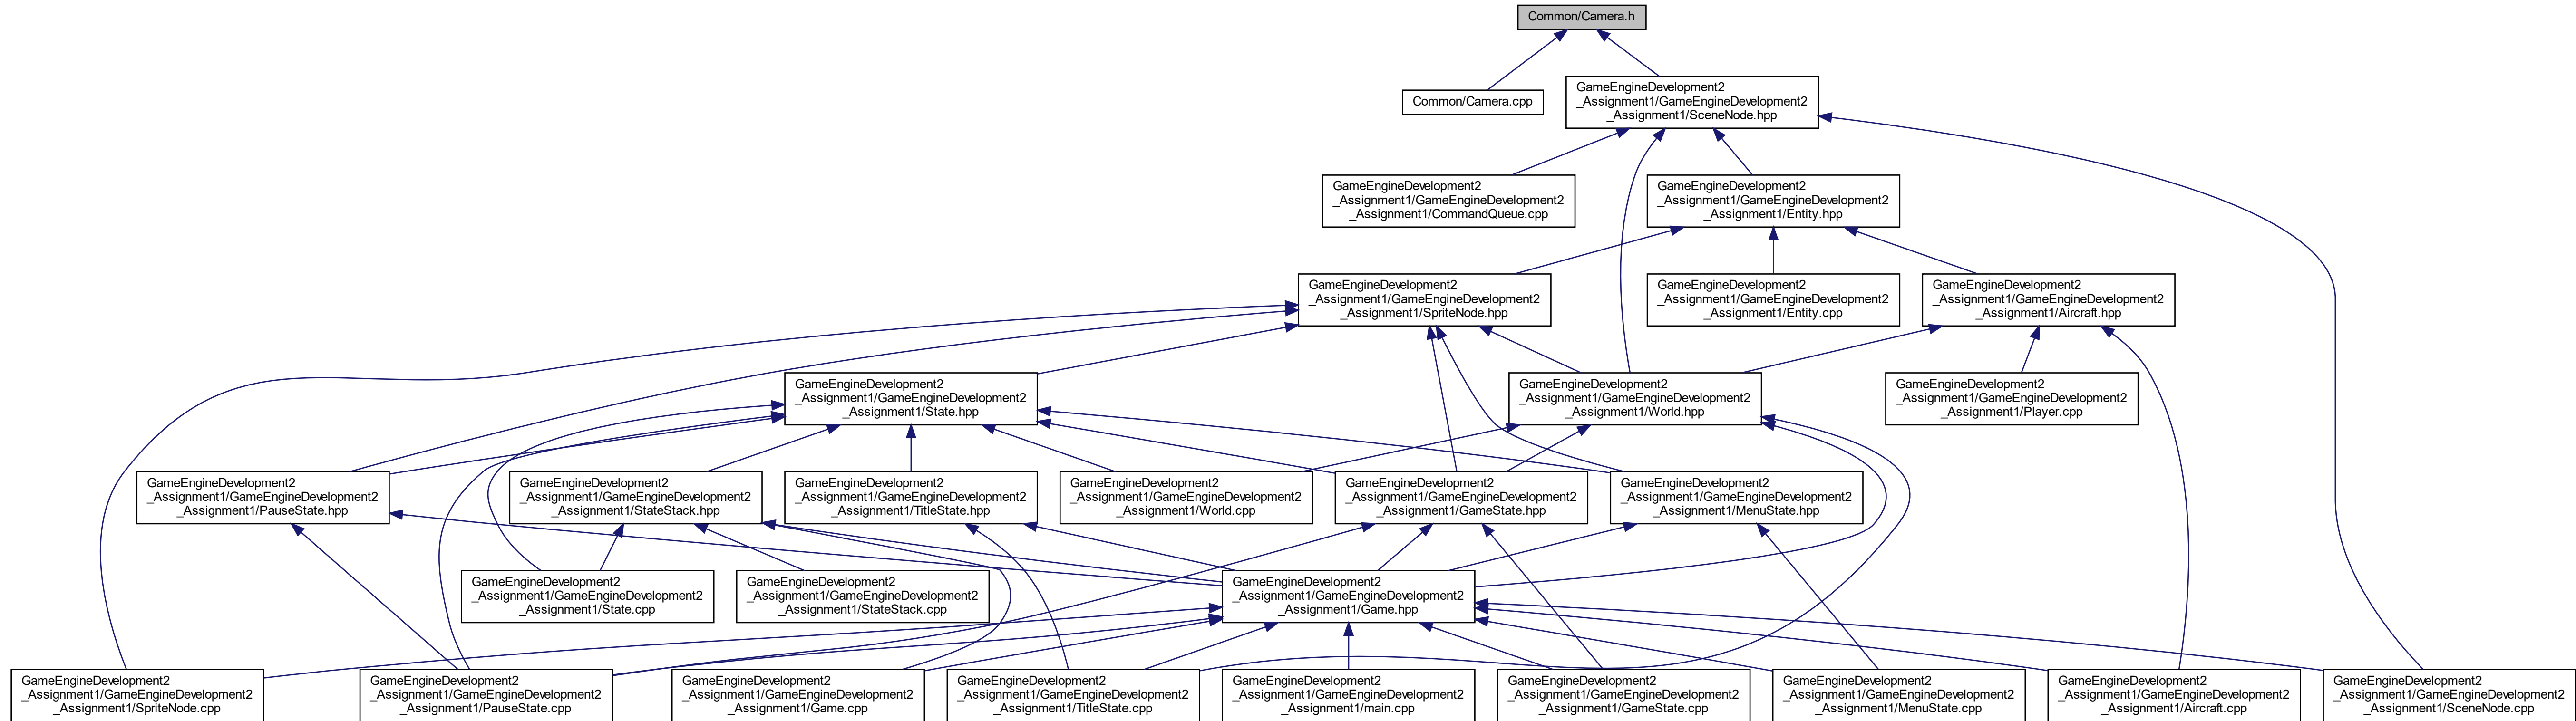 Common/Camera.h
Common/Camera.cpp
GameEngineDevelopment2
_Assignment1/GameEngineDevelopment2
_Assignment1/SceneNode.hpp
GameEngineDevelopment2
_Assignment1/GameEngineDevelopment2
_Assignment1/CommandQueue.cpp
GameEngineDevelopment2
_Assignment1/GameEngineDevelopment2
_Assignment1/Entity.hpp
GameEngineDevelopment2
_Assignment1/GameEngineDevelopment2
_Assignment1/SpriteNode.hpp
GameEngineDevelopment2
_Assignment1/GameEngineDevelopment2
_Assignment1/Entity.cpp
GameEngineDevelopment2
_Assignment1/GameEngineDevelopment2
_Assignment1/Aircraft.hpp
GameEngineDevelopment2
_Assignment1/GameEngineDevelopment2
_Assignment1/State.hpp
GameEngineDevelopment2
_Assignment1/GameEngineDevelopment2
_Assignment1/World.hpp
GameEngineDevelopment2
_Assignment1/GameEngineDevelopment2
_Assignment1/Player.cpp
GameEngineDevelopment2
_Assignment1/GameEngineDevelopment2
_Assignment1/PauseState.hpp
GameEngineDevelopment2
_Assignment1/GameEngineDevelopment2
_Assignment1/StateStack.hpp
GameEngineDevelopment2
_Assignment1/GameEngineDevelopment2
_Assignment1/TitleState.hpp
GameEngineDevelopment2
_Assignment1/GameEngineDevelopment2
_Assignment1/World.cpp
GameEngineDevelopment2
_Assignment1/GameEngineDevelopment2
_Assignment1/GameState.hpp
GameEngineDevelopment2
_Assignment1/GameEngineDevelopment2
_Assignment1/MenuState.hpp
GameEngineDevelopment2
_Assignment1/GameEngineDevelopment2
_Assignment1/State.cpp
GameEngineDevelopment2
_Assignment1/GameEngineDevelopment2
_Assignment1/StateStack.cpp
GameEngineDevelopment2
_Assignment1/GameEngineDevelopment2
_Assignment1/Game.hpp
GameEngineDevelopment2
_Assignment1/GameEngineDevelopment2
_Assignment1/SpriteNode.cpp
GameEngineDevelopment2
_Assignment1/GameEngineDevelopment2
_Assignment1/PauseState.cpp
GameEngineDevelopment2
_Assignment1/GameEngineDevelopment2
_Assignment1/Game.cpp
GameEngineDevelopment2
_Assignment1/GameEngineDevelopment2
_Assignment1/TitleState.cpp
GameEngineDevelopment2
_Assignment1/GameEngineDevelopment2
_Assignment1/main.cpp
GameEngineDevelopment2
_Assignment1/GameEngineDevelopment2
_Assignment1/GameState.cpp
GameEngineDevelopment2
_Assignment1/GameEngineDevelopment2
_Assignment1/MenuState.cpp
GameEngineDevelopment2
_Assignment1/GameEngineDevelopment2
_Assignment1/Aircraft.cpp
GameEngineDevelopment2
_Assignment1/GameEngineDevelopment2
_Assignment1/SceneNode.cpp